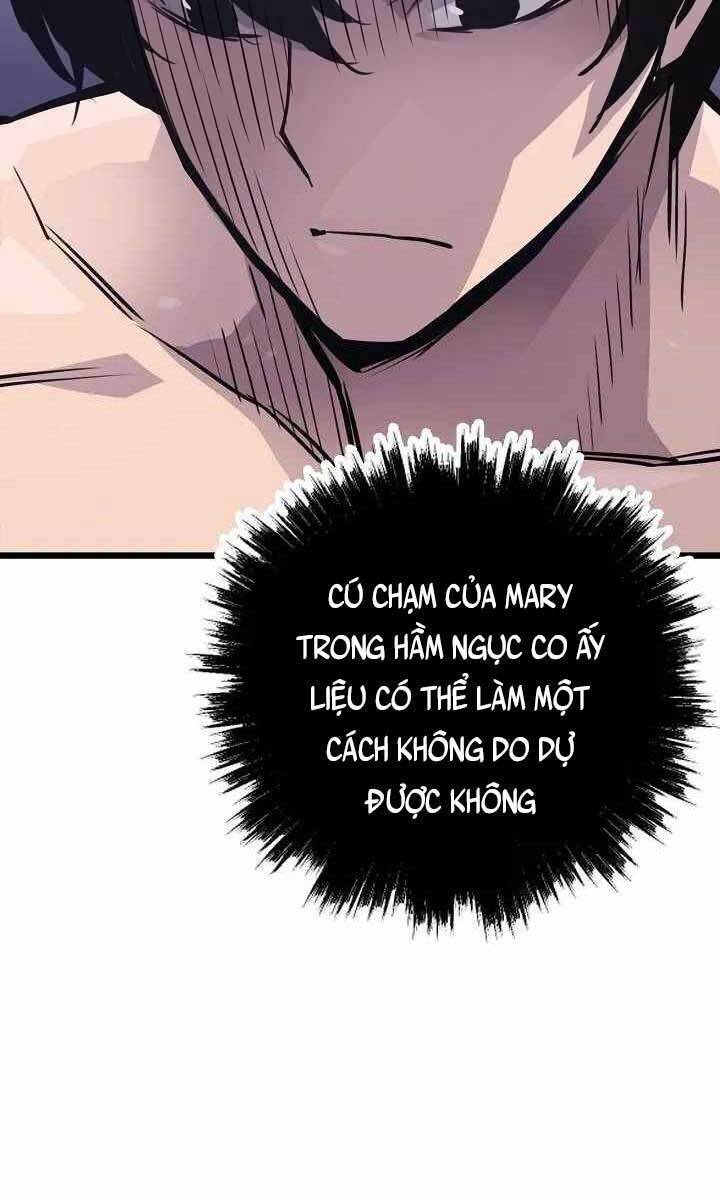 CÚ CHẠM CỦA MARY
TRONG HẦM NGỤC CO ẤY
LIỆU CÓ THỂ LÀM MỘT
CÁCH KHÔNG DO DỰ
ĐƯỢC KHÔNG